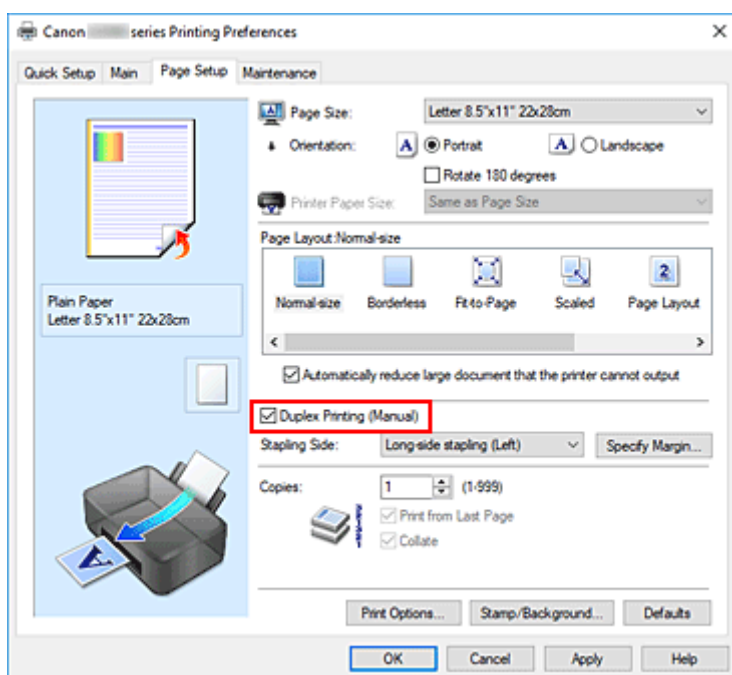 Canon series Printing Preferences
Quick Setup Main Page Setup Maintenance
Page Size: Letter 8.5"x11" 22x28cm
Orientation: A Portrait A Landscape
Rotate 180 degrees
Printer Paper Size: Same as Page Size
Page Layout:Normal-size
Normal-size Borderless Fit-to-Page Scaled 2 Page Layout
Plain Paper
Letter 8.5"x11" 22x28cm
Automatically reduce large document that the printer cannot output
Duplex Printing (Manual)
Stapling Side: Long-side stapling (Left) Specify Margin...
Copies: 1 (1-999)
Print from Last Page
Collate
A
Print Options... Stamp/Background... Defaults
OK Cancel Apply Help